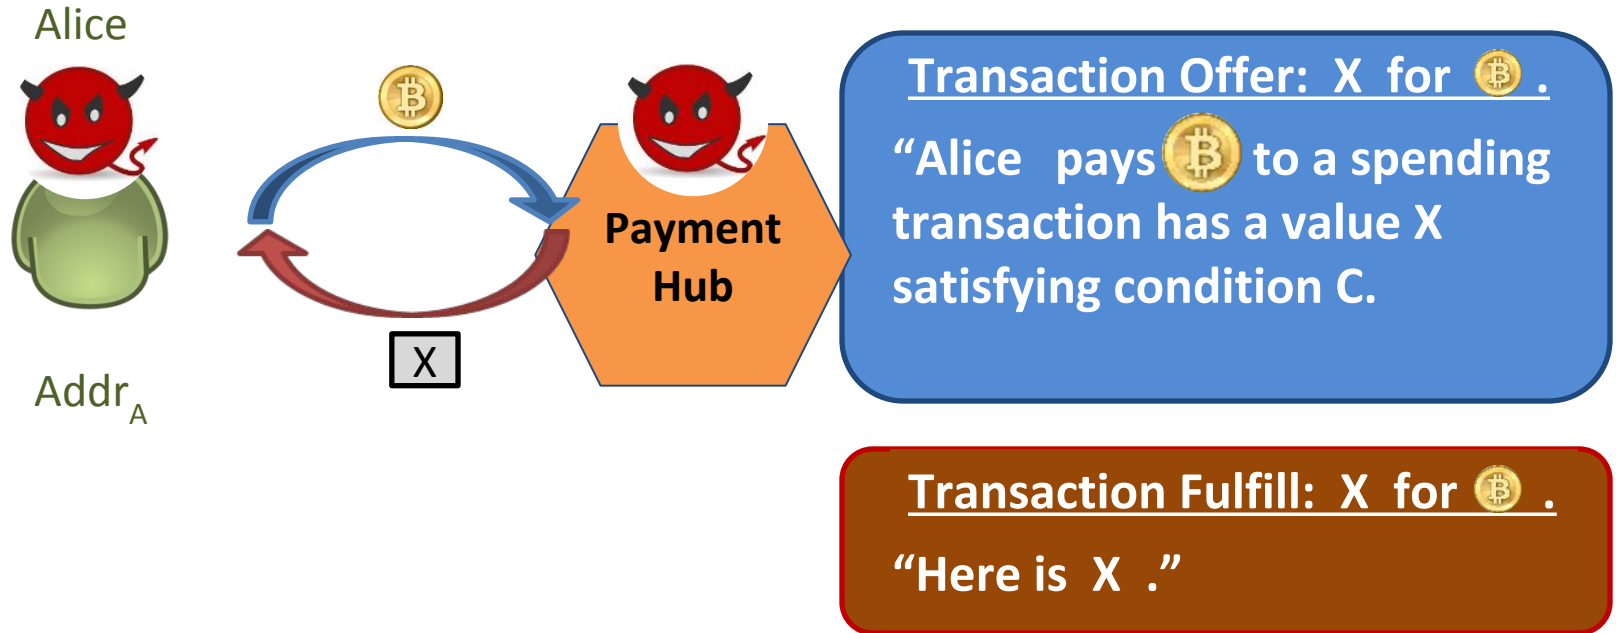 Alice
Addr_A
X
Payment
Hub
Transaction Offer: X for ₿ .
“Alice pays ₿ to a spending
transaction has a value X
satisfying condition C.
Transaction Fulfill: X for ₿ .
“Here is X .”